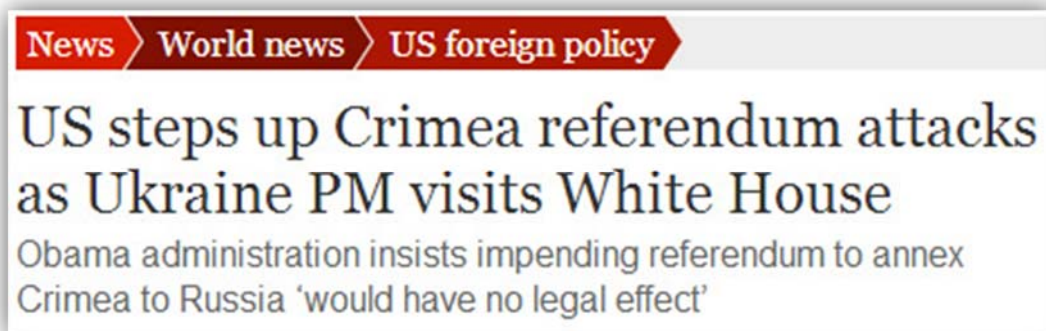 News World news US foreign policy
US steps up Crimea referendum attacks
as Ukraine PM visits White House
Obama administration insists impending referendum to annex
Crimea to Russia ‘would have no legal effect’